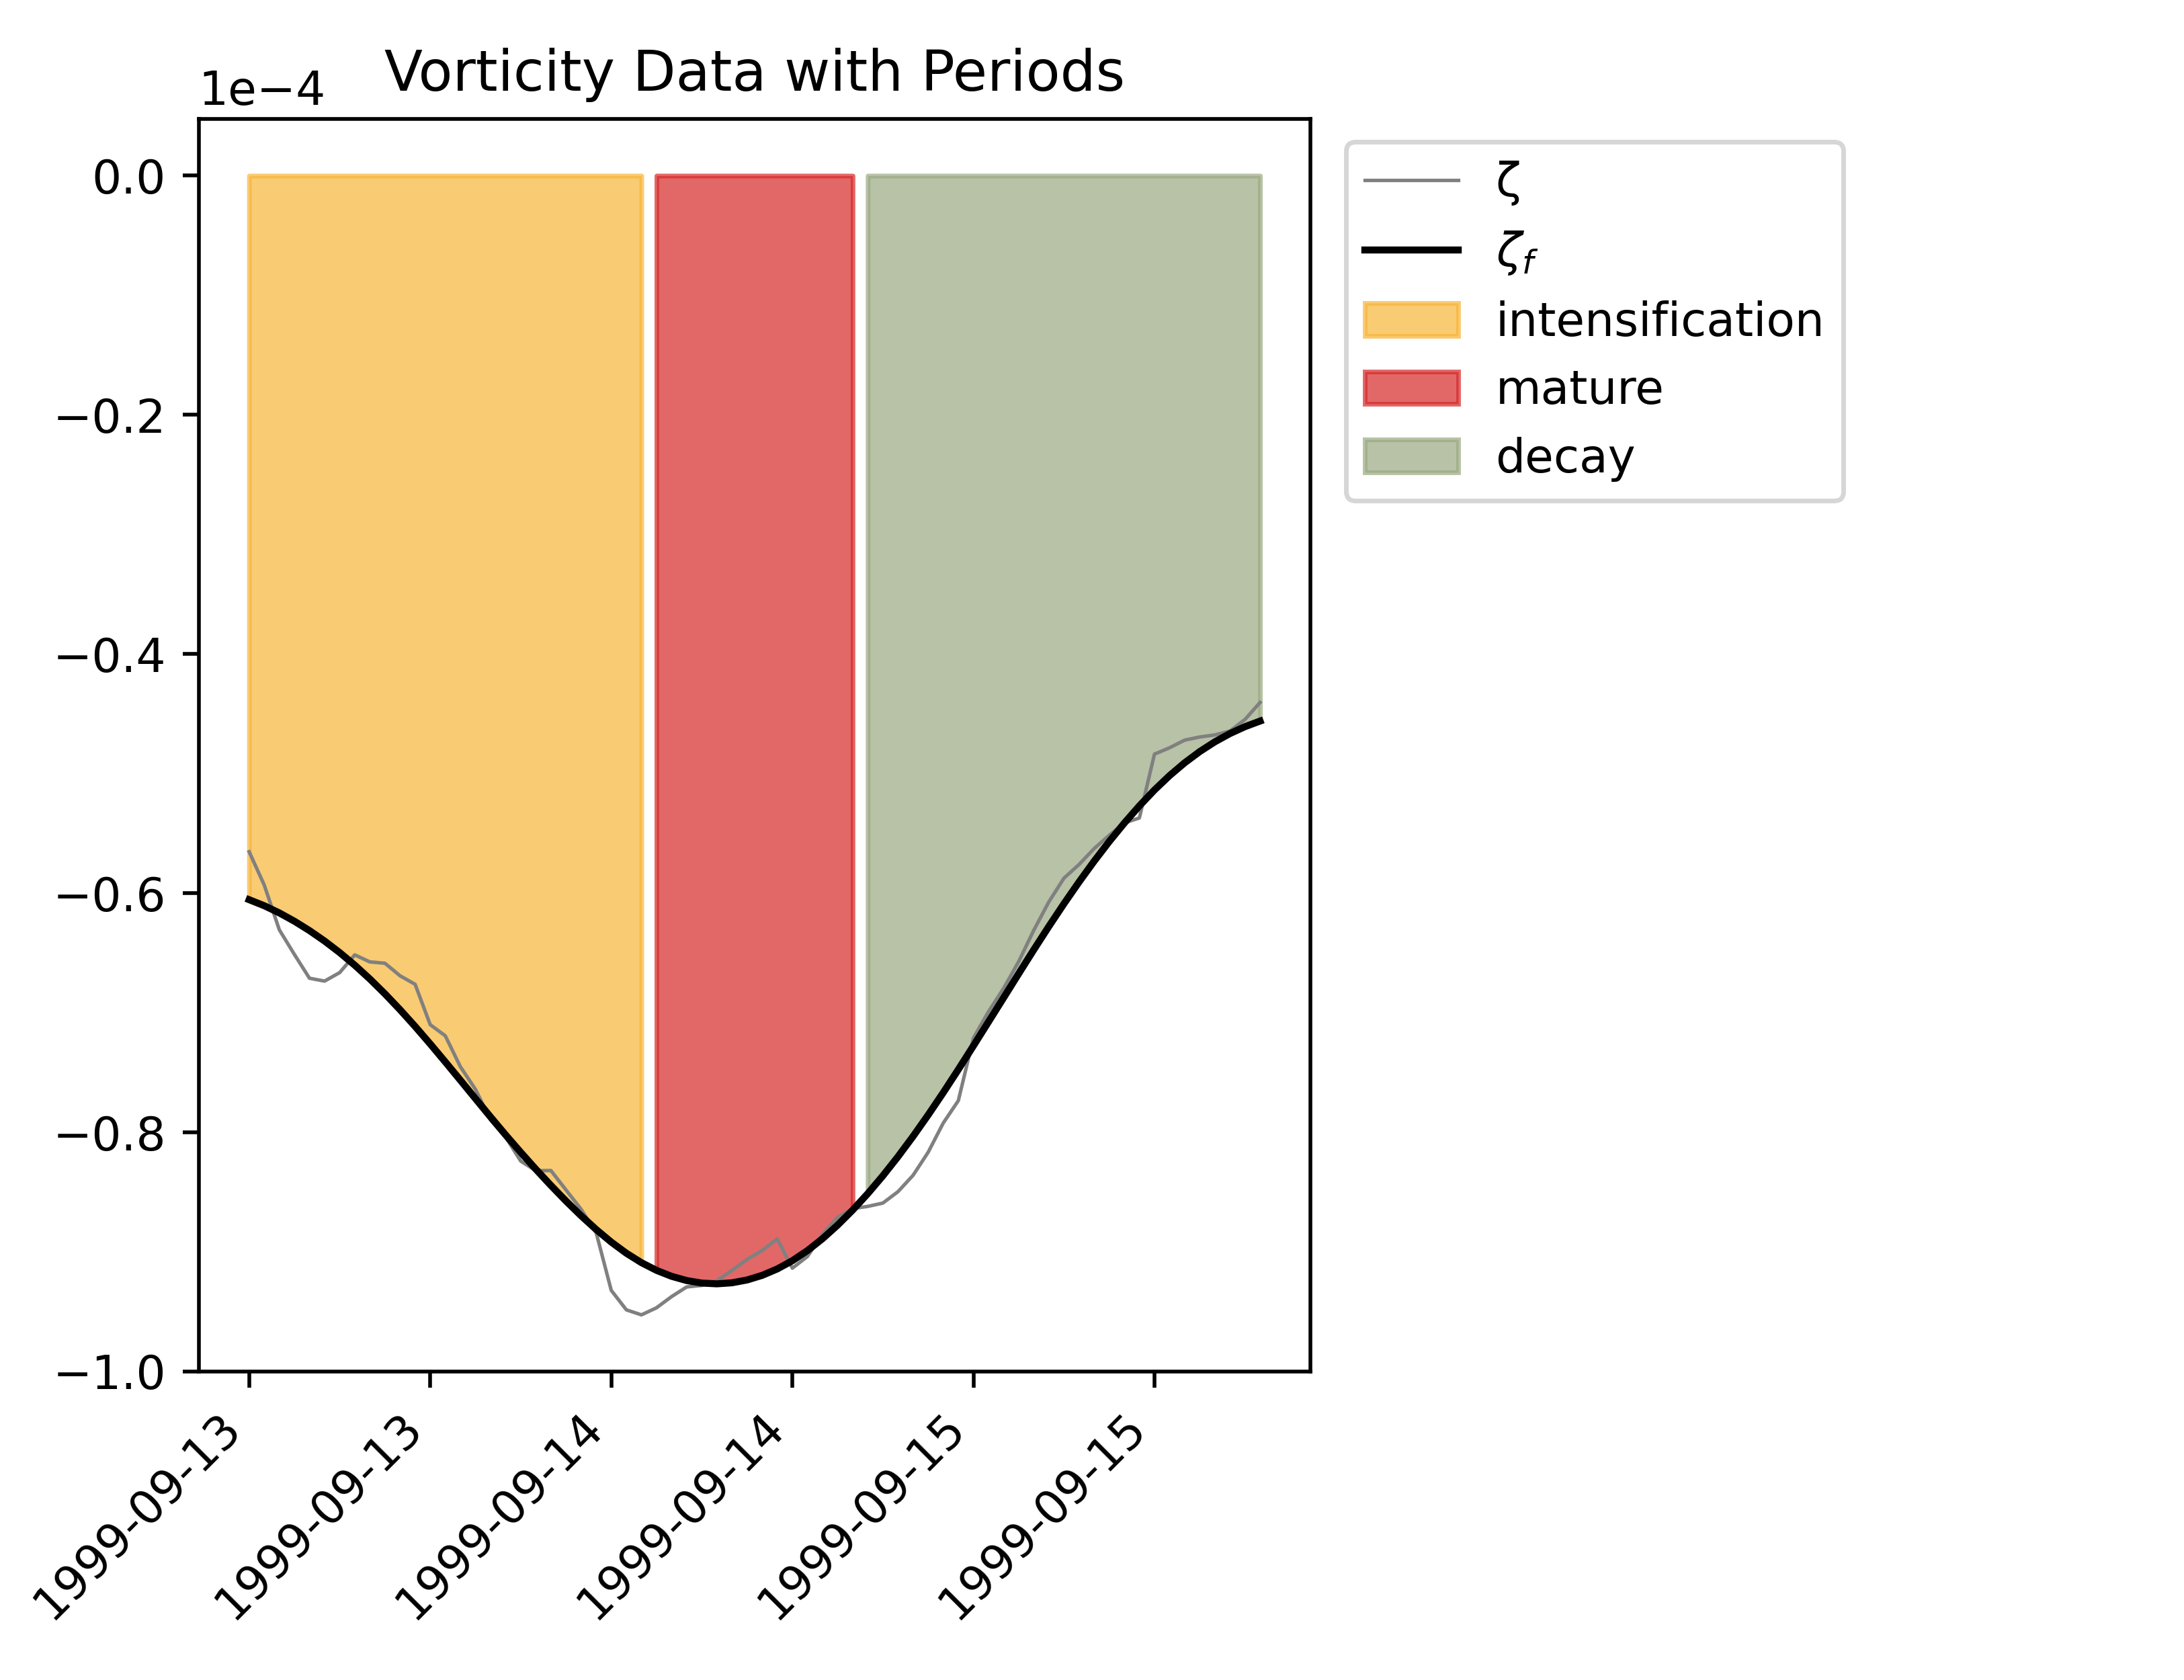 Vorticity Data with Periods
1e−4
0.0
−0.2
−0.4
−0.6
−0.8
−1.0
1999-09-13
1999-09-13
1999-09-14
1999-09-14
1999-09-15
1999-09-15
ζ
ζf
intensification
mature
decay